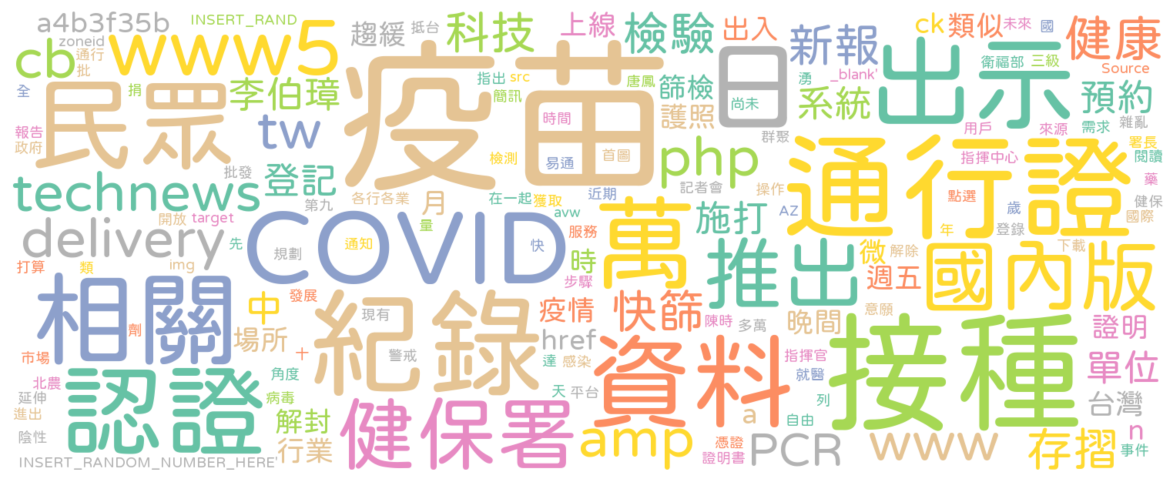 a4b3f35b
INSERT_RAND
趨緩
抵台
科技
上線
檢驗
出入
ck
類似
未來
國
健康
zoneid
cb
通行
批
www5
新報
衛福部
三級
Source
全
捐
李伯璋
疫苗
指出
src
簡訊
唐鳳
篩檢
日
湧
_blank'
出示
民眾
系統
預約
報告
政府
tw
時間
護照
尚未
用戶
來源
需求
雜亂
群聚
批發
登記
檢測
易通
首圖
php
記者會
通行證
指揮中心
署長
閱讀
藥
technews
第九
各行各業
月
在一起
獲取
近期
操作
點選
健保
國際
開放
target
量
avw
萬
施打
AZ
歲
登錄
年
delivery
先
規劃
通知
COVID
快
服務
推出
微
解除
下載
國內版
打算
類
img
時
步驟
週五
相關
中
發展
紀錄
疫情
快篩
意願
場所
現有
href
陳時
多萬
晚間
接種
證明
市場
十
警戒
達
感染
資料
指揮官
單位
北農
延伸
認證
角度
病毒
天
平台
就醫
列
台灣
進出
解封
健保署
a
自由
n
陰性
行業
amp
憑證
證明書
PCR
www
存摺
事件
INSERT_RANDOM_NUMBER_HERE'
劑